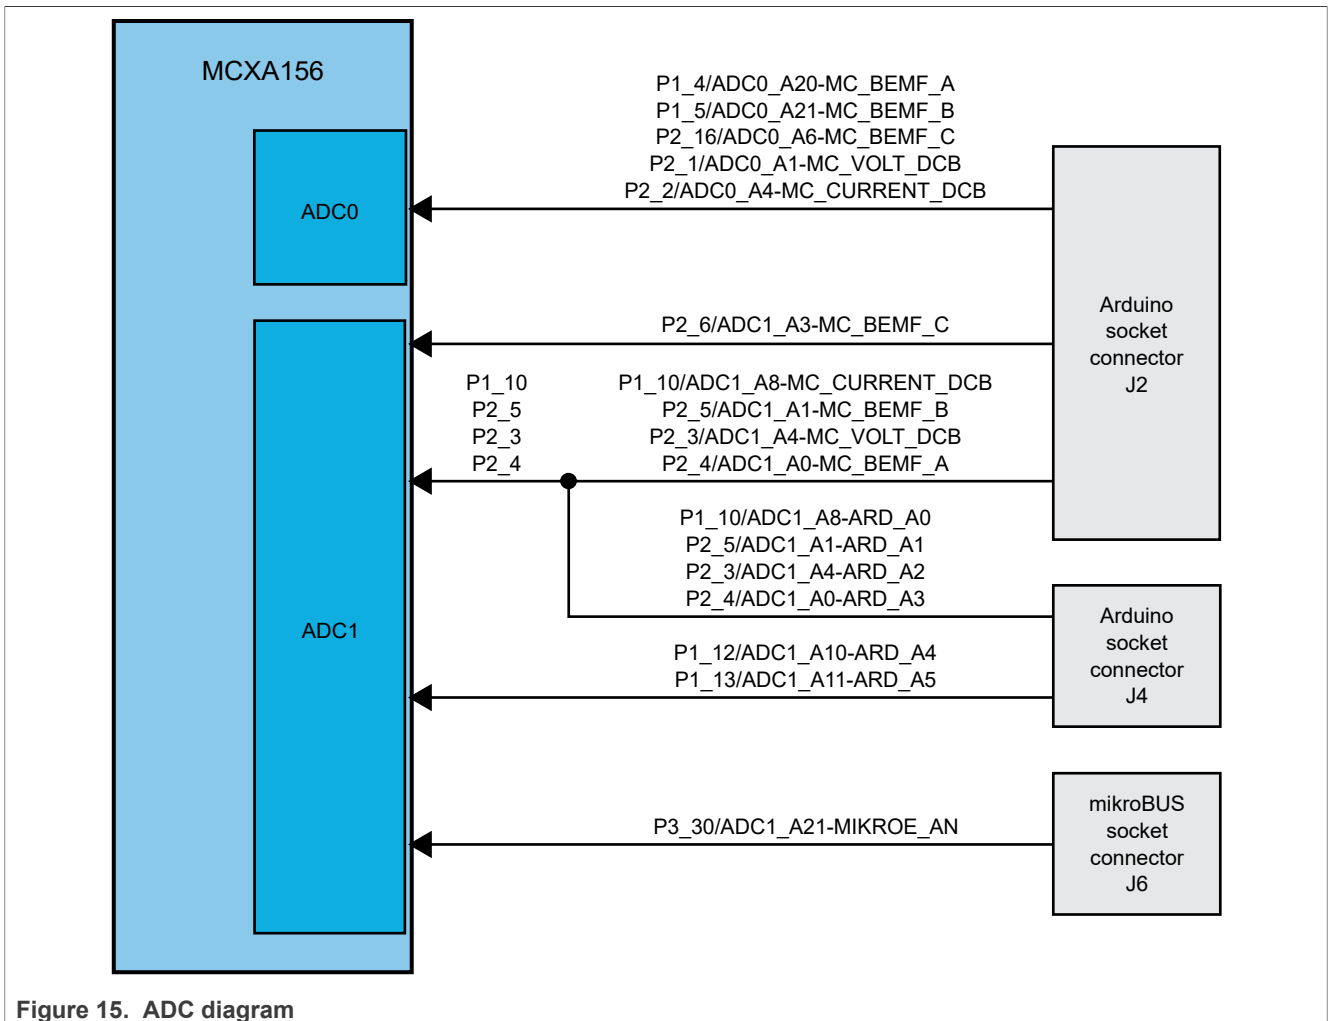 MCXA156
P1_4/ADC0_A20-MC_BEMF_A
P1_5/ADC0_A21-MC_BEMF_B
P2_16/ADC0_A6-MC_BEMF_C
P2_1/ADC0_A1-MC_VOLT_DCB
P2_2/ADC0_A4-MC_CURRENT_DCB
ADC0
P2_6/ADC1_A3-MC_BEMF_C
Arduino
socket
connector
J2
P1_10
P2_5
P2_3
P2_4
P1_10/ADC1_A8-MC_CURRENT_DCB
P2_5/ADC1_A1-MC_BEMF_B
P2_3/ADC1_A4-MC_VOLT_DCB
P2_4/ADC1_A0-MC_BEMF_A
P1_10/ADC1_A8-ARD_A0
P2_5/ADC1_A1-ARD_A1
P2_3/ADC1_A4-ARD_A2
P2_4/ADC1_A0-ARD_A3
ADC1
P1_12/ADC1_A10-ARD_A4
P1_13/ADC1_A11-ARD_A5
Arduino
socket
connector
J4
P3_30/ADC1_A21-MIKROE_AN
mikroBUS
socket
connector
J6
Figure 15. ADC diagram